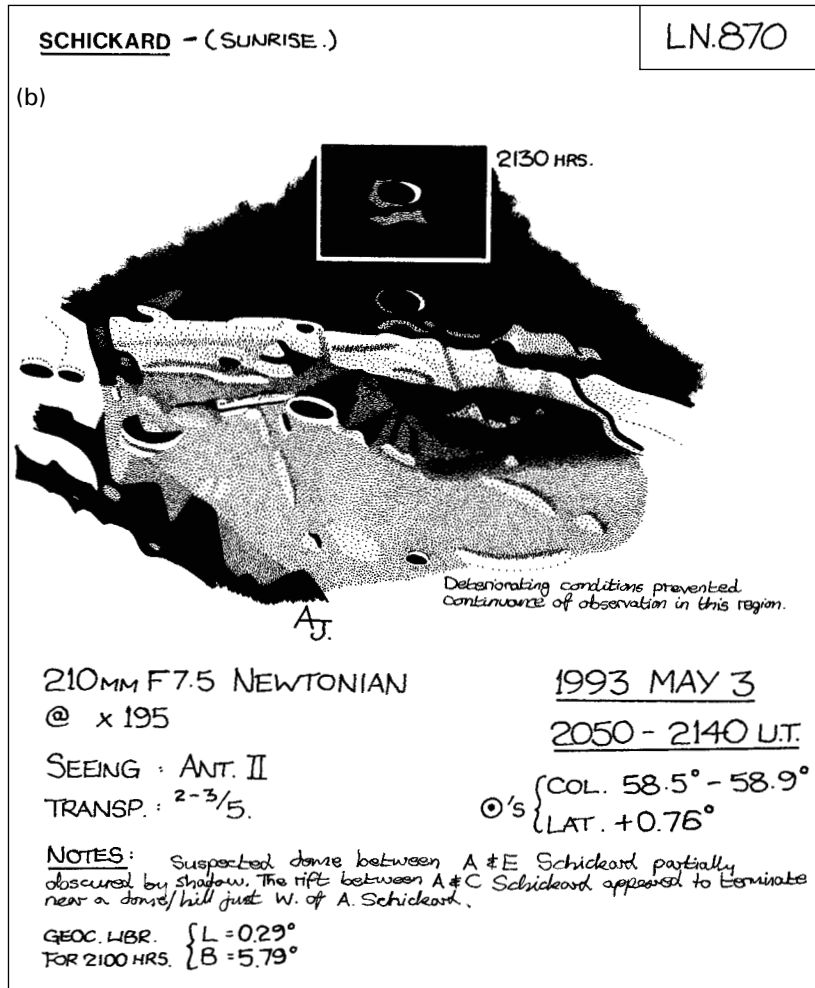 SCHICKARD - (SUNRISE.)
LN.870
(b)
2130 HRS.
Deteriorating conditions prevented
continuance of observation in this region.
AJ.
210MM F7.5 NEWTONIAN
@ x 195
1993 MAY 3
2050 - 2140 U.T.
SEEING : ANT. II
TRANSP. : 2-3/5.
☉'s { COL. 58.5° - 58.9°
LAT. +0.76°
NOTES: Suspected dome between A & E Schickard partially
obscured by shadow. The rift between A & C Schickard appeared to terminate
near a dome/hill just W. of A. Schickard.
GEOC. LIBR. { L = 0.29°
FOR 2100 HRS. { B = 5.79°